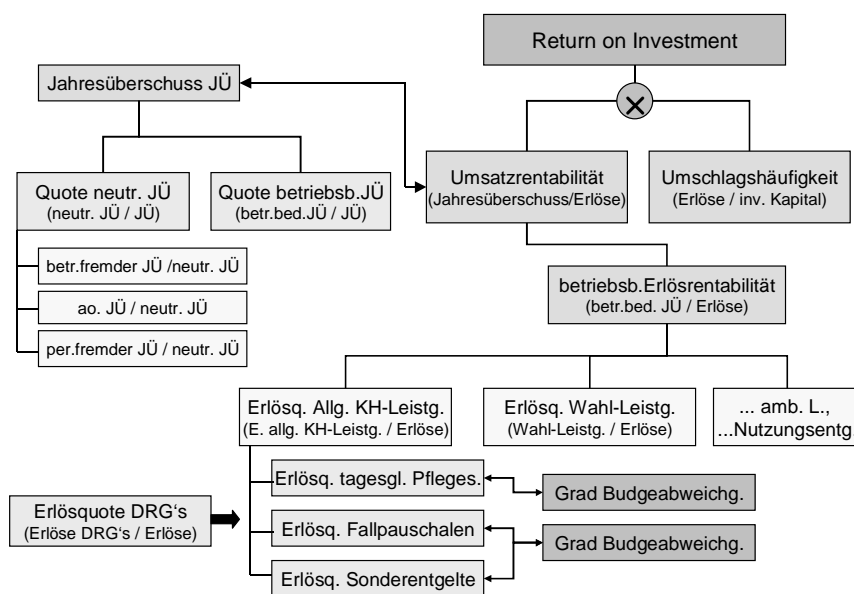 Return on Investment
Jahresüberschuss JÜ
Quote neutr. JÜ
(neutr. JÜ / JÜ)
Quote betriebsb.JÜ
(betr.bed.JÜ / JÜ)
Umsatzrentabilität
(Jahresüberschuss/Erlöse)
Umschlagshäufigkeit
(Erlöse / inv. Kapital)
betr.fremder JÜ /neutr. JÜ
ao. JÜ / neutr. JÜ
per.fremder JÜ / neutr. JÜ
betriebsb.Erlösrentabilität
(betr.bed. JÜ / Erlöse)
Erlösq. Allg. KH-Leistg.
(E. allg. KH-Leistg. / Erlöse)
Erlösq. Wahl-Leistg.
(Wahl-Leistg. / Erlöse)
... amb. L.,
...Nutzungsentg.
Erlösq. tagesgl. Pfleges.
Grad Budgeabweichg.
Erlösquote DRG's
(Erlöse DRG's / Erlöse)
Erlösq. Fallpauschalen
Grad Budgeabweichg.
Erlösq. Sonderentgelte